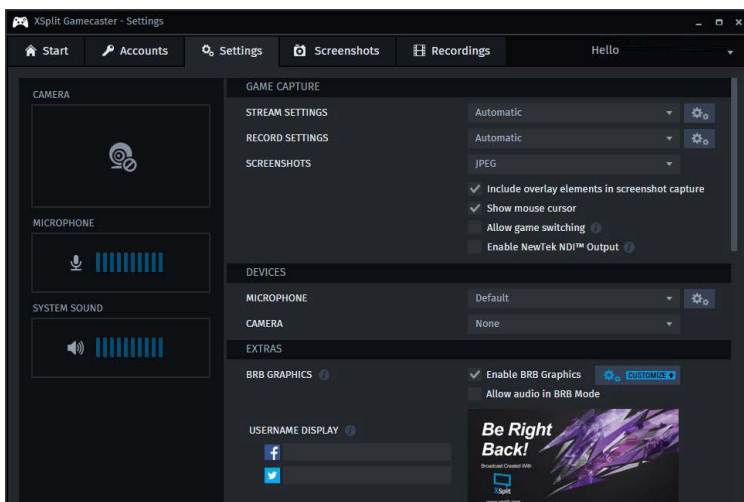 XSplit Gamecaster - Settings
Start Accounts Settings Screenshots Recordings Hello
CAMERA
MICROPHONE
SYSTEM SOUND
GAME CAPTURE
STREAM SETTINGS Automatic
RECORD SETTINGS Automatic
SCREENSHOTS JPEG
Include overlay elements in screenshot capture
Show mouse cursor
Allow game switching
Enable NewTek NDI™ Output
DEVICES
MICROPHONE Default
CAMERA None
EXTRAS
BRB GRAPHICS Enable BRB Graphics CUSTOMIZE
Allow audio in BRB Mode
USERNAME DISPLAY
Be Right
Back!
Broadcast Created With
XSplit